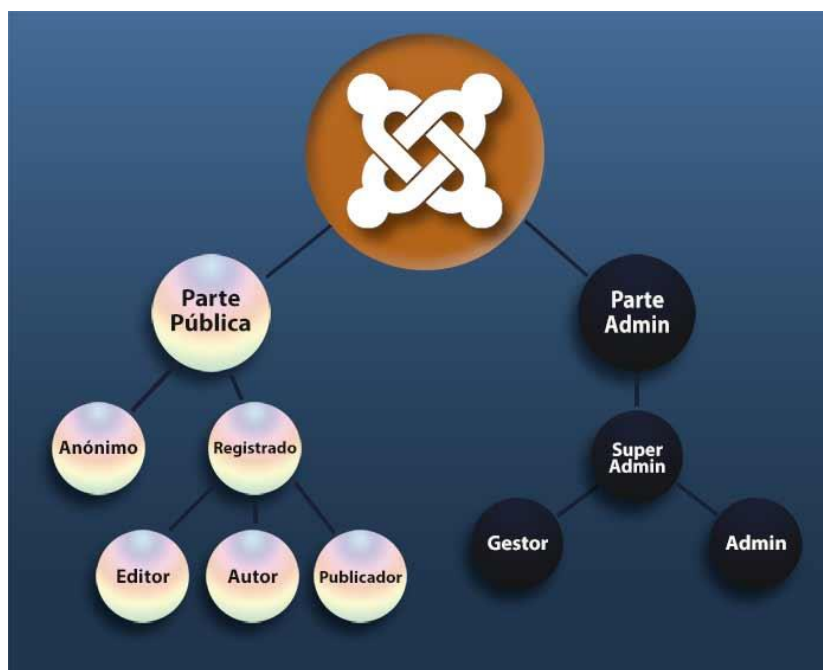 Parte
Pública
Parte
Admin
Anónimo
Registrado
Super
Admin
Editor
Autor
Publicador
Gestor
Admin